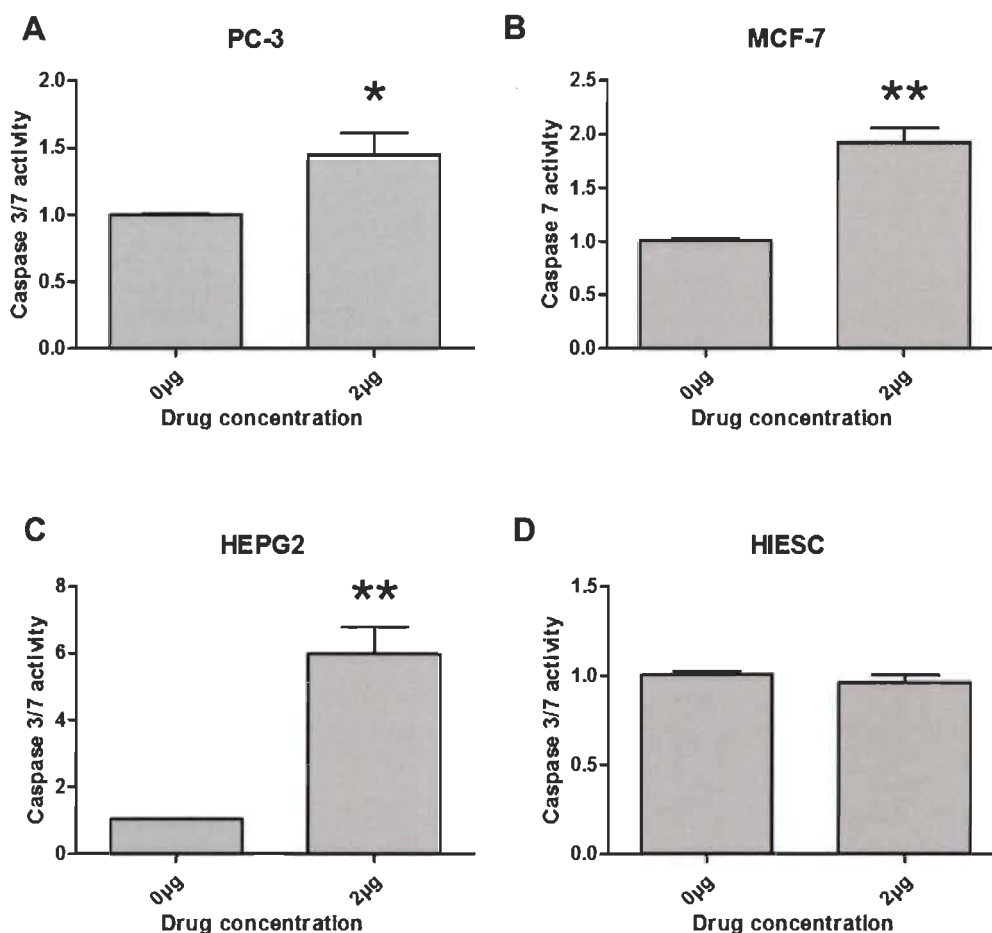 A
PC-3
Caspase 3/7 activity
2.0
1.5
1.0
0.5
0.0
*
0µg
2µg
Drug concentration
B
MCF-7
Caspase 7 activity
2.5
2.0
1.5
1.0
0.5
0.0
**
0µg
2µg
Drug concentration
C
HEPG2
Caspase 3/7 activity
8
6
4
2
0
**
0µg
2µg
Drug concentration
D
HIESC
Caspase 3/7 activity
1.5
1.0
0.5
0.0
0µg
2µg
Drug concentration